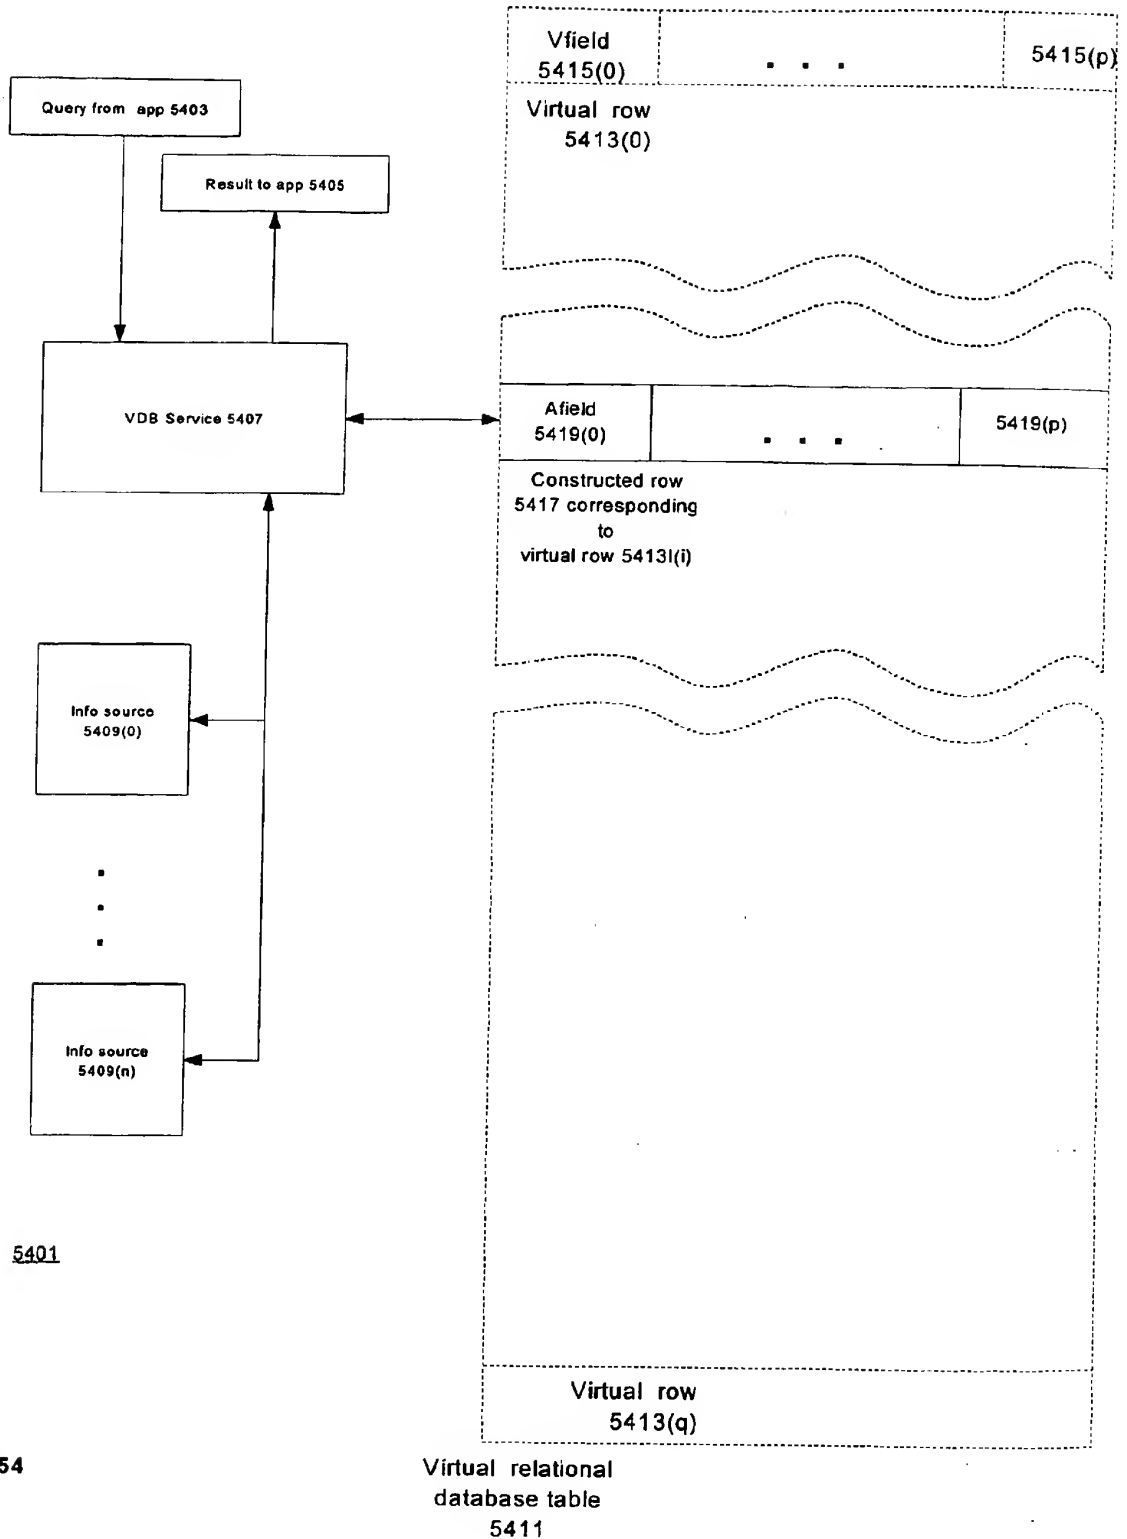 Vfield
5415(0)
. . .
5415(p)
Virtual row
5413(0)
Query from app 5403
Result to app 5405
VDB Service 5407
Afield
5419(0)
. . .
5419(p)
Constructed row
5417 corresponding
to
virtual row 5413l(i)
Info source
5409(0)
Info source
5409(n)
5401
Virtual row
5413(q)
54
Virtual relational
database table
5411